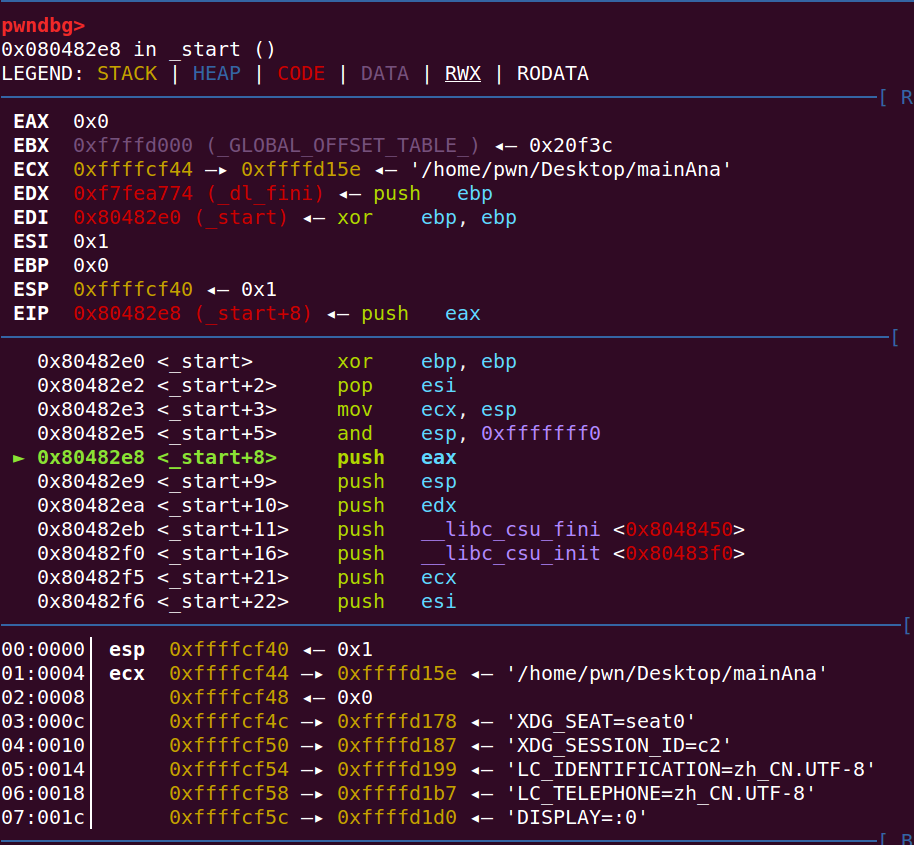 pwndbg>
0x080482e8 in _start ()
LEGEND: STACK | HEAP | CODE | DATA | RWX | RODATA
[ R
EAX  0x0
EBX  0xf7ffd000 (_GLOBAL_OFFSET_TABLE_) ◂— 0x20f3c
ECX  0xffffcf44 —▸ 0xffffd15e ◂— '/home/pwn/Desktop/mainAna'
EDX  0xf7fea774 (_dl_fini) ◂— push   ebp
EDI  0x80482e0 (_start) ◂— xor    ebp, ebp
ESI  0x1
EBP  0x0
ESP  0xffffcf40 ◂— 0x1
EIP  0x80482e8 (_start+8) ◂— push   eax
[
0x80482e0 <_start>       xor    ebp, ebp
0x80482e2 <_start+2>     pop    esi
0x80482e3 <_start+3>     mov    ecx, esp
0x80482e5 <_start+5>     and    esp, 0xfffffff0
► 0x80482e8 <_start+8>     push   eax
0x80482e9 <_start+9>     push   esp
0x80482ea <_start+10>    push   edx
0x80482eb <_start+11>    push   __libc_csu_fini <0x8048450>
0x80482f0 <_start+16>    push   __libc_csu_init <0x80483f0>
0x80482f5 <_start+21>    push   ecx
0x80482f6 <_start+22>    push   esi
[
00:0000│ esp  0xffffcf40 ◂— 0x1
01:0004│ ecx  0xffffcf44 —▸ 0xffffd15e ◂— '/home/pwn/Desktop/mainAna'
02:0008│      0xffffcf48 ◂— 0x0
03:000c│      0xffffcf4c —▸ 0xffffd178 ◂— 'XDG_SEAT=seat0'
04:0010│      0xffffcf50 —▸ 0xffffd187 ◂— 'XDG_SESSION_ID=c2'
05:0014│      0xffffcf54 —▸ 0xffffd199 ◂— 'LC_IDENTIFICATION=zh_CN.UTF-8'
06:0018│      0xffffcf58 —▸ 0xffffd1b7 ◂— 'LC_TELEPHONE=zh_CN.UTF-8'
07:001c│      0xffffcf5c —▸ 0xffffd1d0 ◂— 'DISPLAY=:0'
[ B